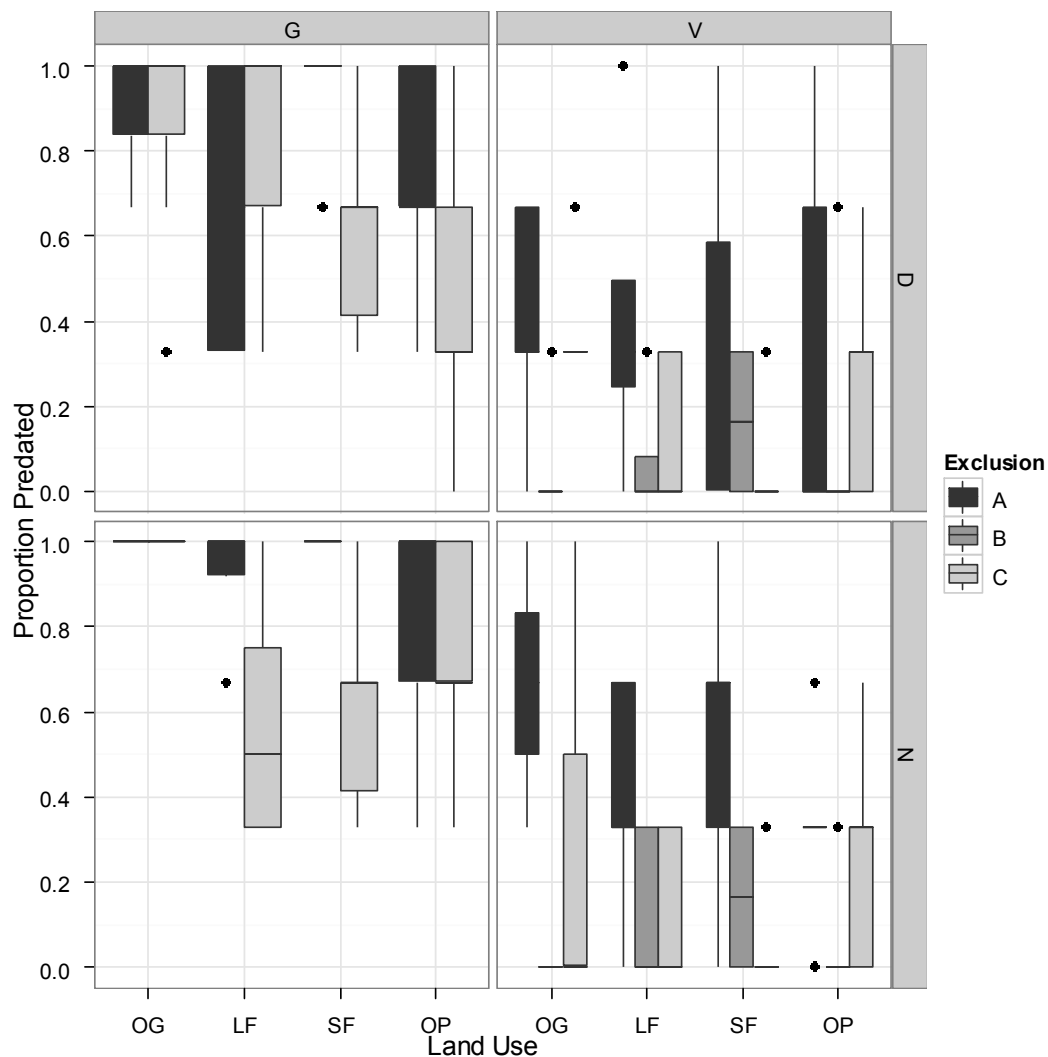 G
V
1.0
0.8
0.6
0.4
0.2
0.0
D
1.0
0.8
0.6
0.4
0.2
0.0
N
Proportion Predated
OG
LF
SF
OP
OG
LF
SF
OP
Land Use
Exclusion
A
B
C